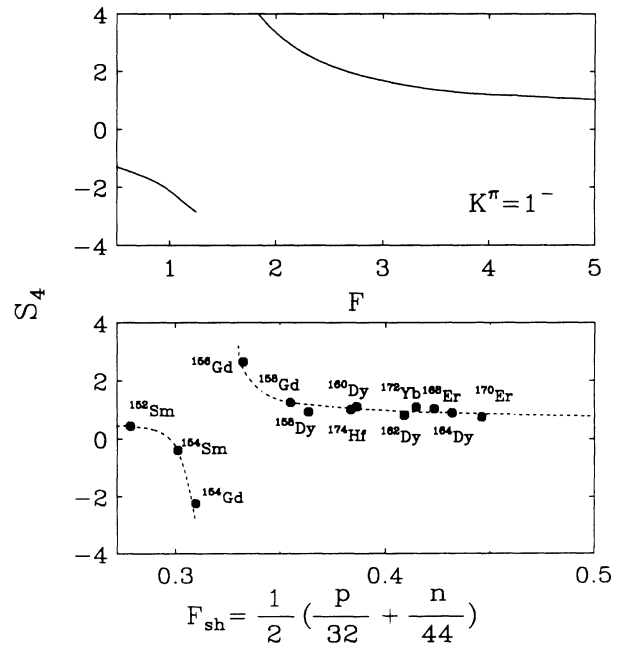 4
2
0
−2
−4
K^π=1^−
1 2 3 4 5
F
S₄
4
2
0
−2
−4
¹⁵²Sm
¹⁵⁴Sm
¹⁵⁴Gd
¹⁵⁶Gd
¹⁵⁸Gd
¹⁵⁸Dy
¹⁶⁰Dy
¹⁷⁴Hf
¹⁷²Yb
¹⁶²Dy
¹⁶⁸Er
¹⁶⁴Dy
¹⁷⁰Er
0.3 0.4 0.5
F_sh = 1/2 (p/32 + n/44)